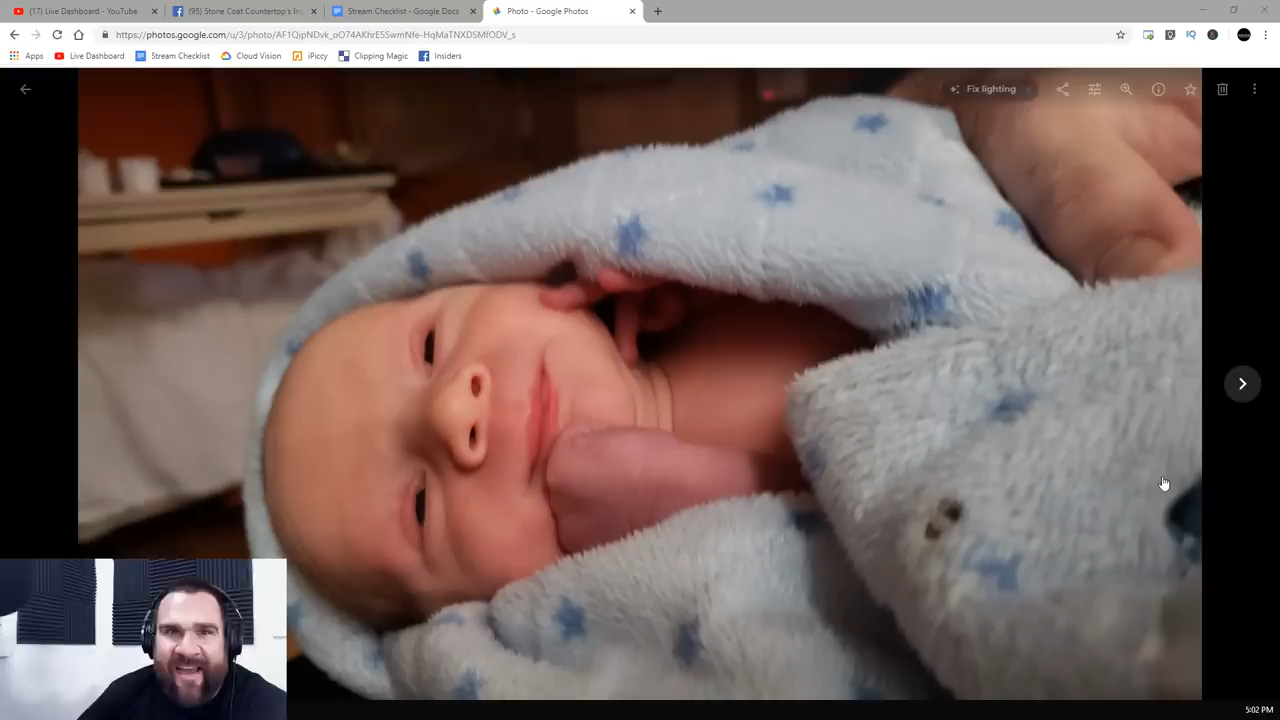 (17) Live Dashboard - YouTube
(95) Stone Coat Countertop's In
Stream Checklist - Google Docs
Photo - Google Photos
https://photos.google.com/u/3/photo/AF1QipNDvk_oO74AKhrE5SwmNfe-HqMaTNXDSMfODV_s
Apps
Live Dashboard
Stream Checklist
Cloud Vision
iPiccy
Clipping Magic
Insiders
Fix lighting
5:02 PM